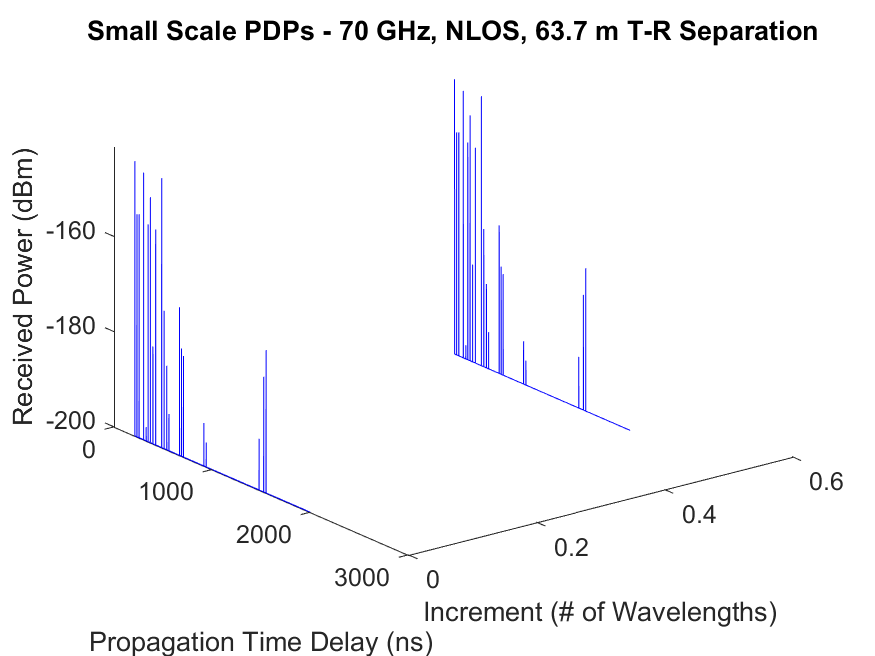 Small Scale PDPs - 70 GHz, NLOS, 63.7 m T-R Separation
Received Power (dBm)
-160
-180
-200
0
1000
2000
3000
Propagation Time Delay (ns)
0
0.2
0.4
0.6
Increment (# of Wavelengths)